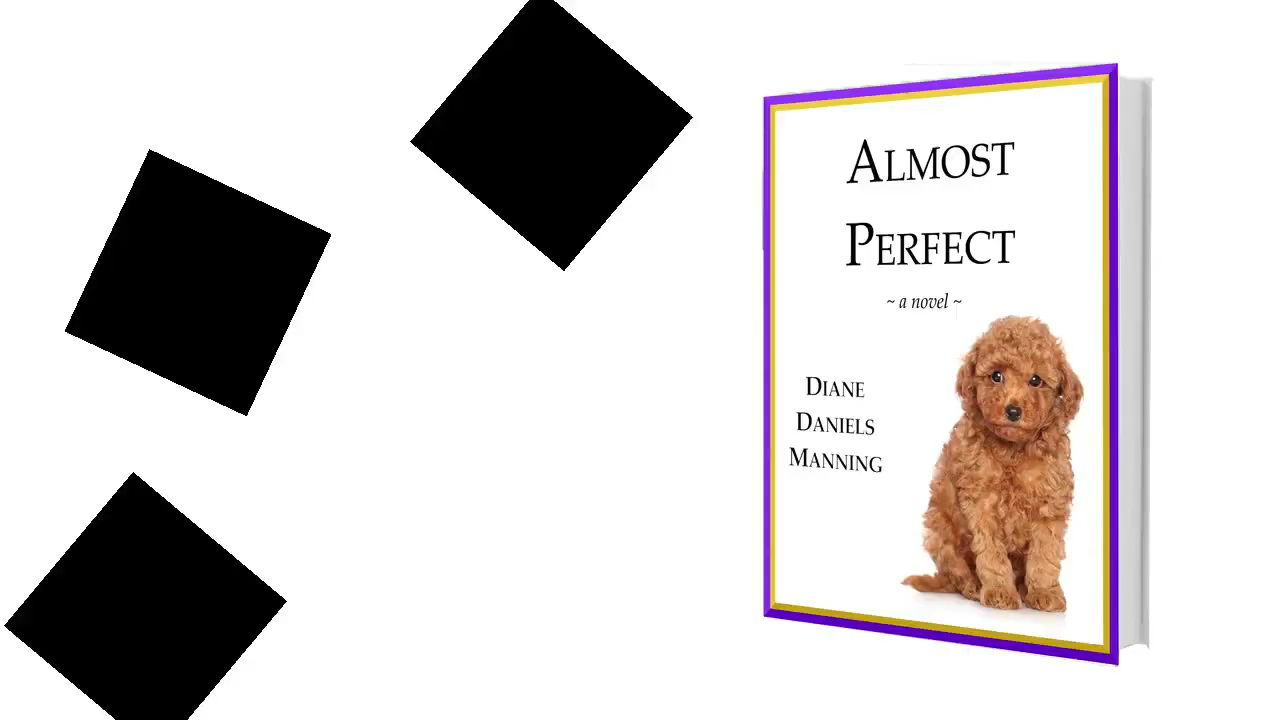 ALMOST
PERFECT
~ a novel ~
DIANE
DANIELS
MANNING